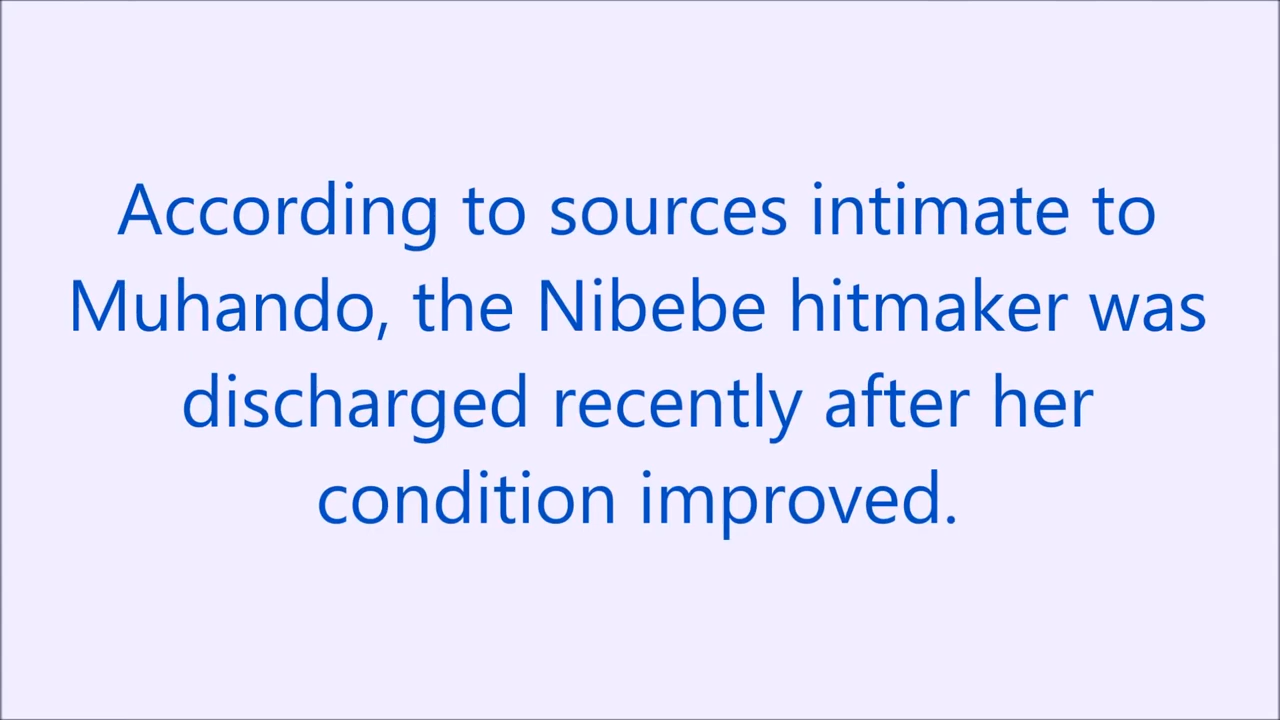 According to sources intimate to
Muhando, the Nibebe hitmaker was
discharged recently after her
condition improved.